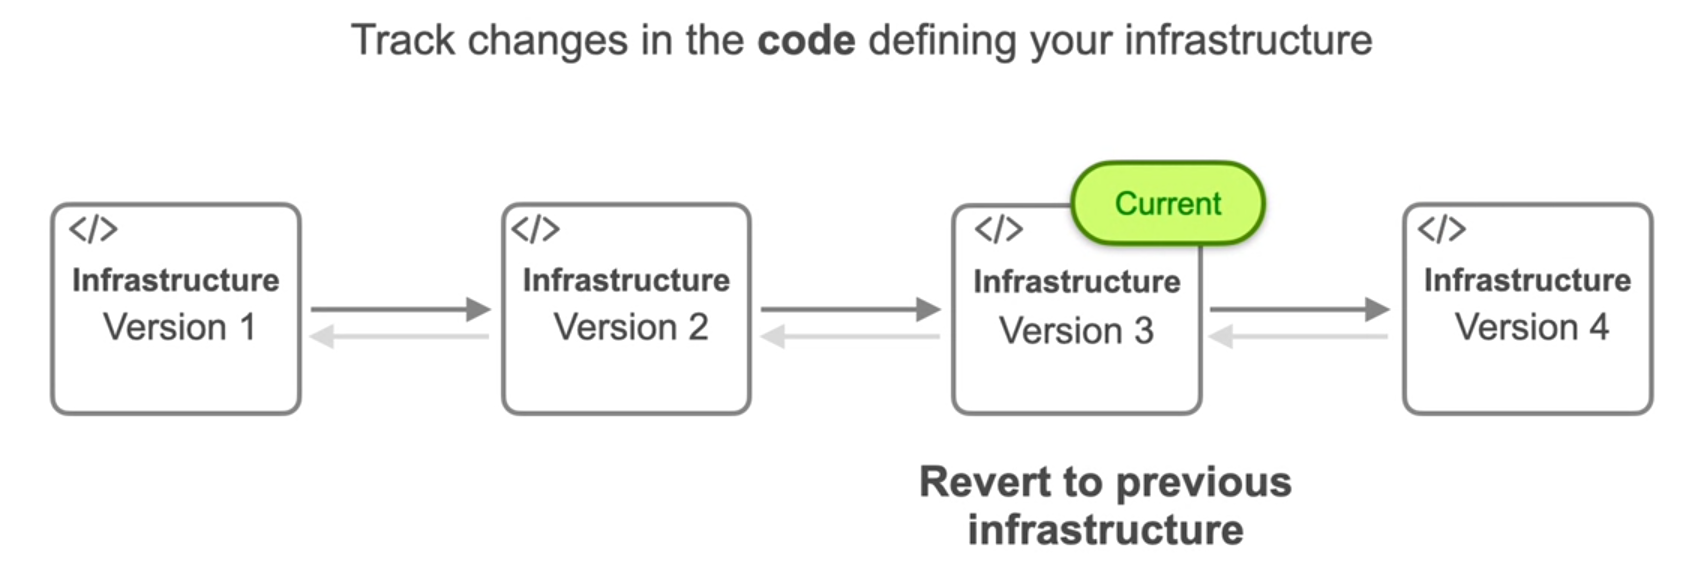 Track changes in the code defining your infrastructure
Current
</>
Infrastructure
Version 1
</>
Infrastructure
Version 2
</>
Infrastructure
Version 3
</>
Infrastructure
Version 4
Revert to previous
infrastructure